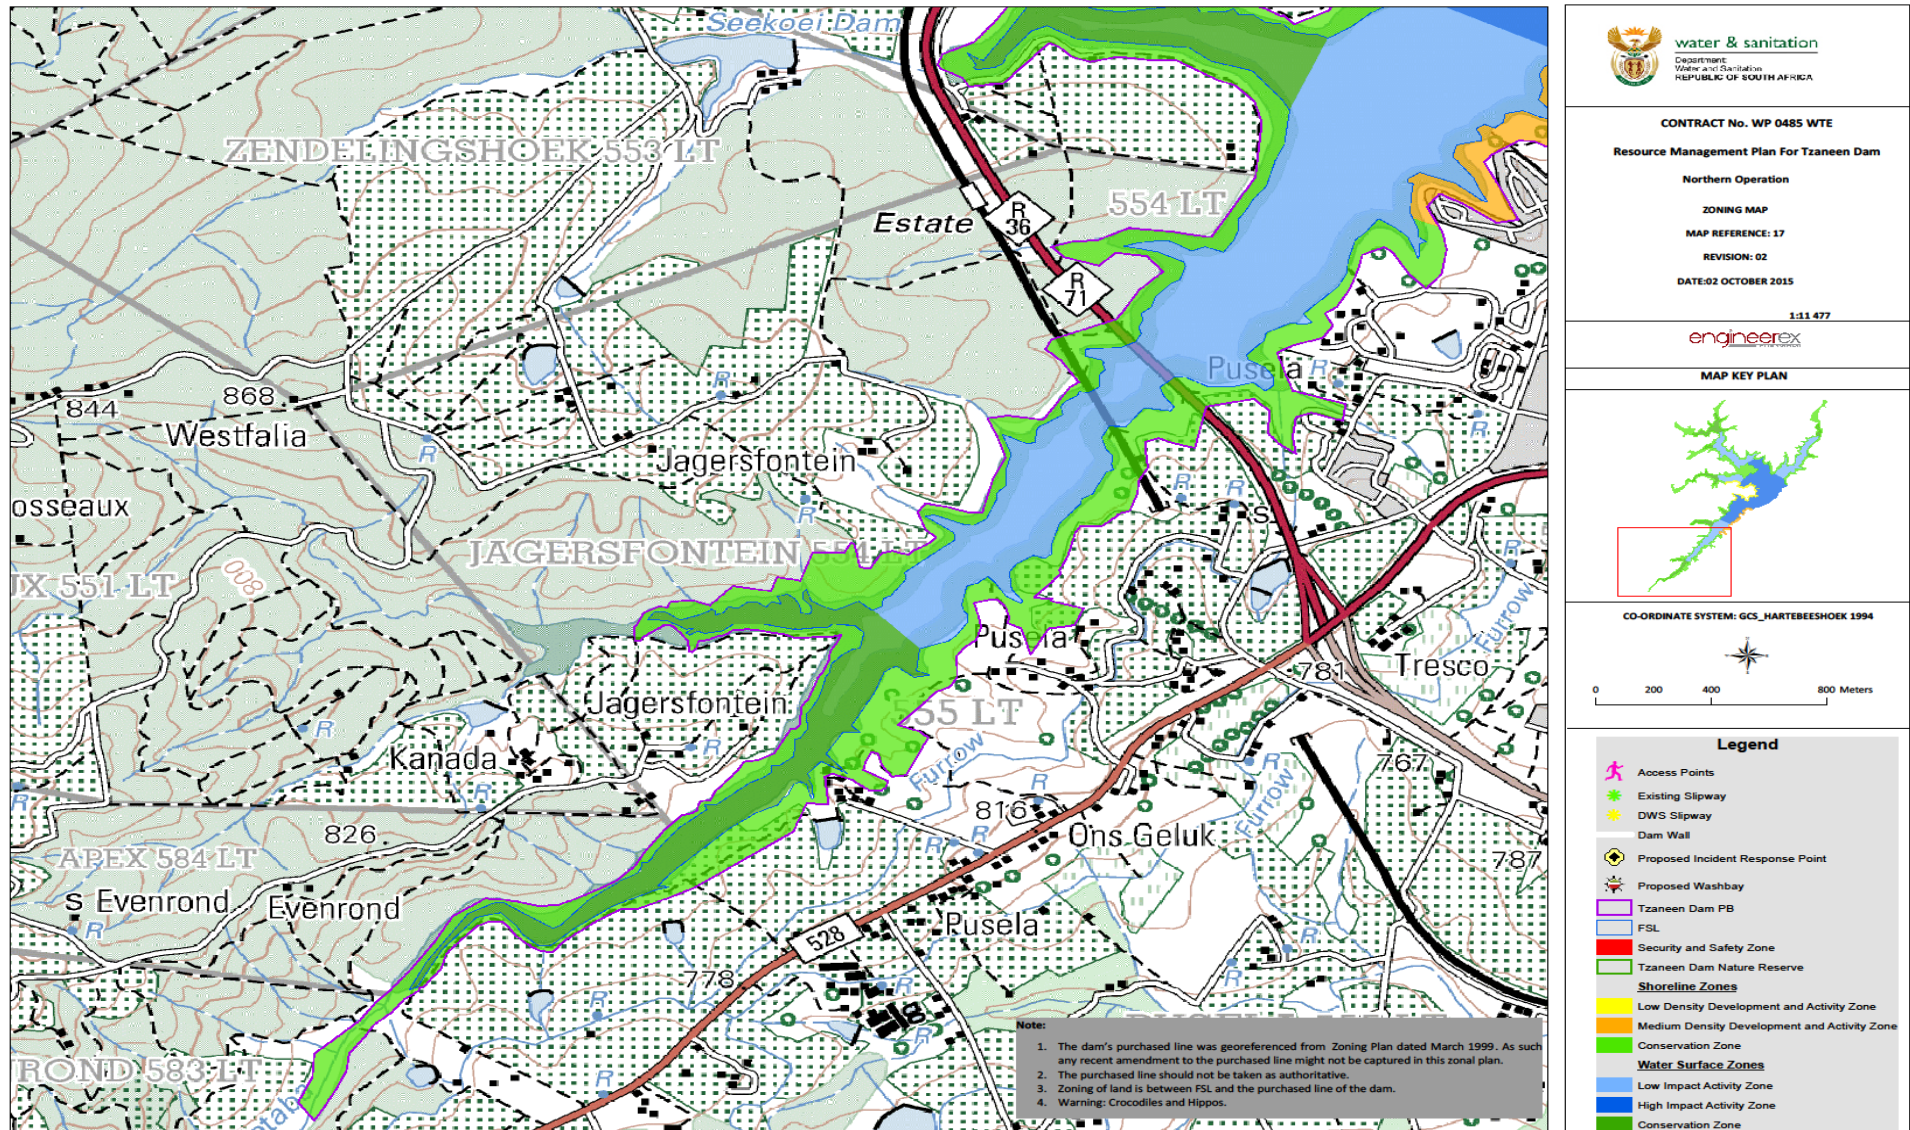 Seekoei Dam
ZENDELINGSHOEK 553 LT
554 LT
Estate
R
36
R
71
Pusela
R
R
868
844
Westfalia
R
Jagersfontein
R
R
R
S
osseaux
JAGERSFONTEIN 554 LT
008
UX 551 LT
R
Furrow
Pusela
781
Tresco
Jagersfontein
555 LT
R
R
Kanada
R
R
Furrow
R
R
Furrow
767
826
816
Ons Geluk
R
R
787
APEX 584 LT
S Evenrond
Evenrond
R
Pusela
528
R
778
R
R
ROND 583 LT
R
water & sanitation
Department:
Water and Sanitation
REPUBLIC OF SOUTH AFRICA
CONTRACT No. WP 0485 WTE
Resource Management Plan For Tzaneen Dam
Northern Operation
ZONING MAP
MAP REFERENCE: 17
REVISION: 02
DATE:02 OCTOBER 2015
1:11 477
engineerex
MAP KEY PLAN
CO-ORDINATE SYSTEM: GCS_HARTEBEESHOEK 1994
0 200 400 800 Meters
Legend
Access Points
Existing Slipway
DWS Slipway
Dam Wall
Proposed Incident Response Point
Proposed Washbay
Tzaneen Dam PB
FSL
Security and Safety Zone
Tzaneen Dam Nature Reserve
Shoreline Zones
Low Density Development and Activity Zone
Medium Density Development and Activity Zone
Conservation Zone
Water Surface Zones
Low Impact Activity Zone
High Impact Activity Zone
Conservation Zone
Note:
1. The dam's purchased line was georeferenced from Zoning Plan dated March 1999. As such
any recent amendment to the purchased line might not be captured in this zonal plan.
2. The purchased line should not be taken as authoritative.
3. Zoning of land is between FSL and the purchased line of the dam.
4. Warning: Crocodiles and Hippos.